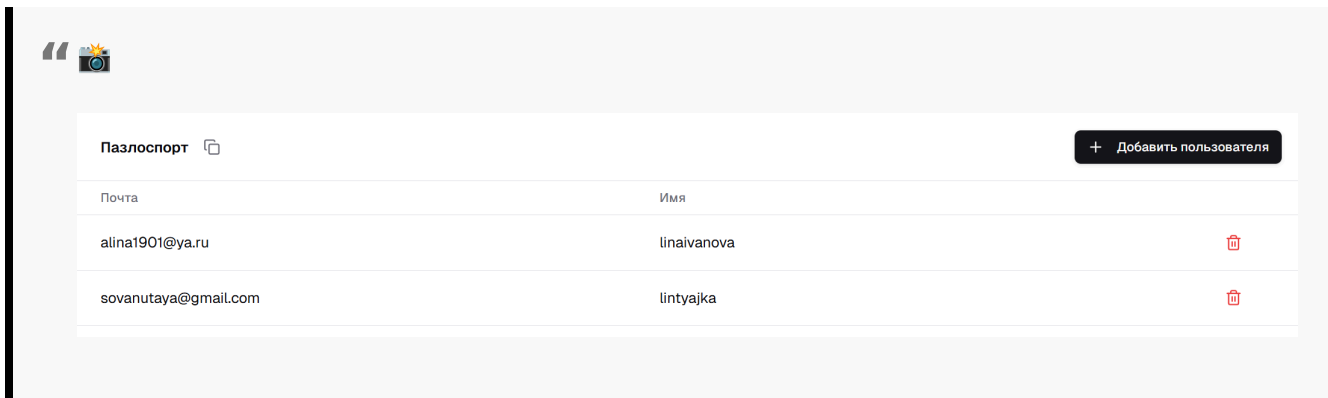 “ 📸
Пазлоспорт
+ Добавить пользователя
Почта Имя
alina1901@ya.ru linaivanova
sovanutaya@gmail.com lintyajka